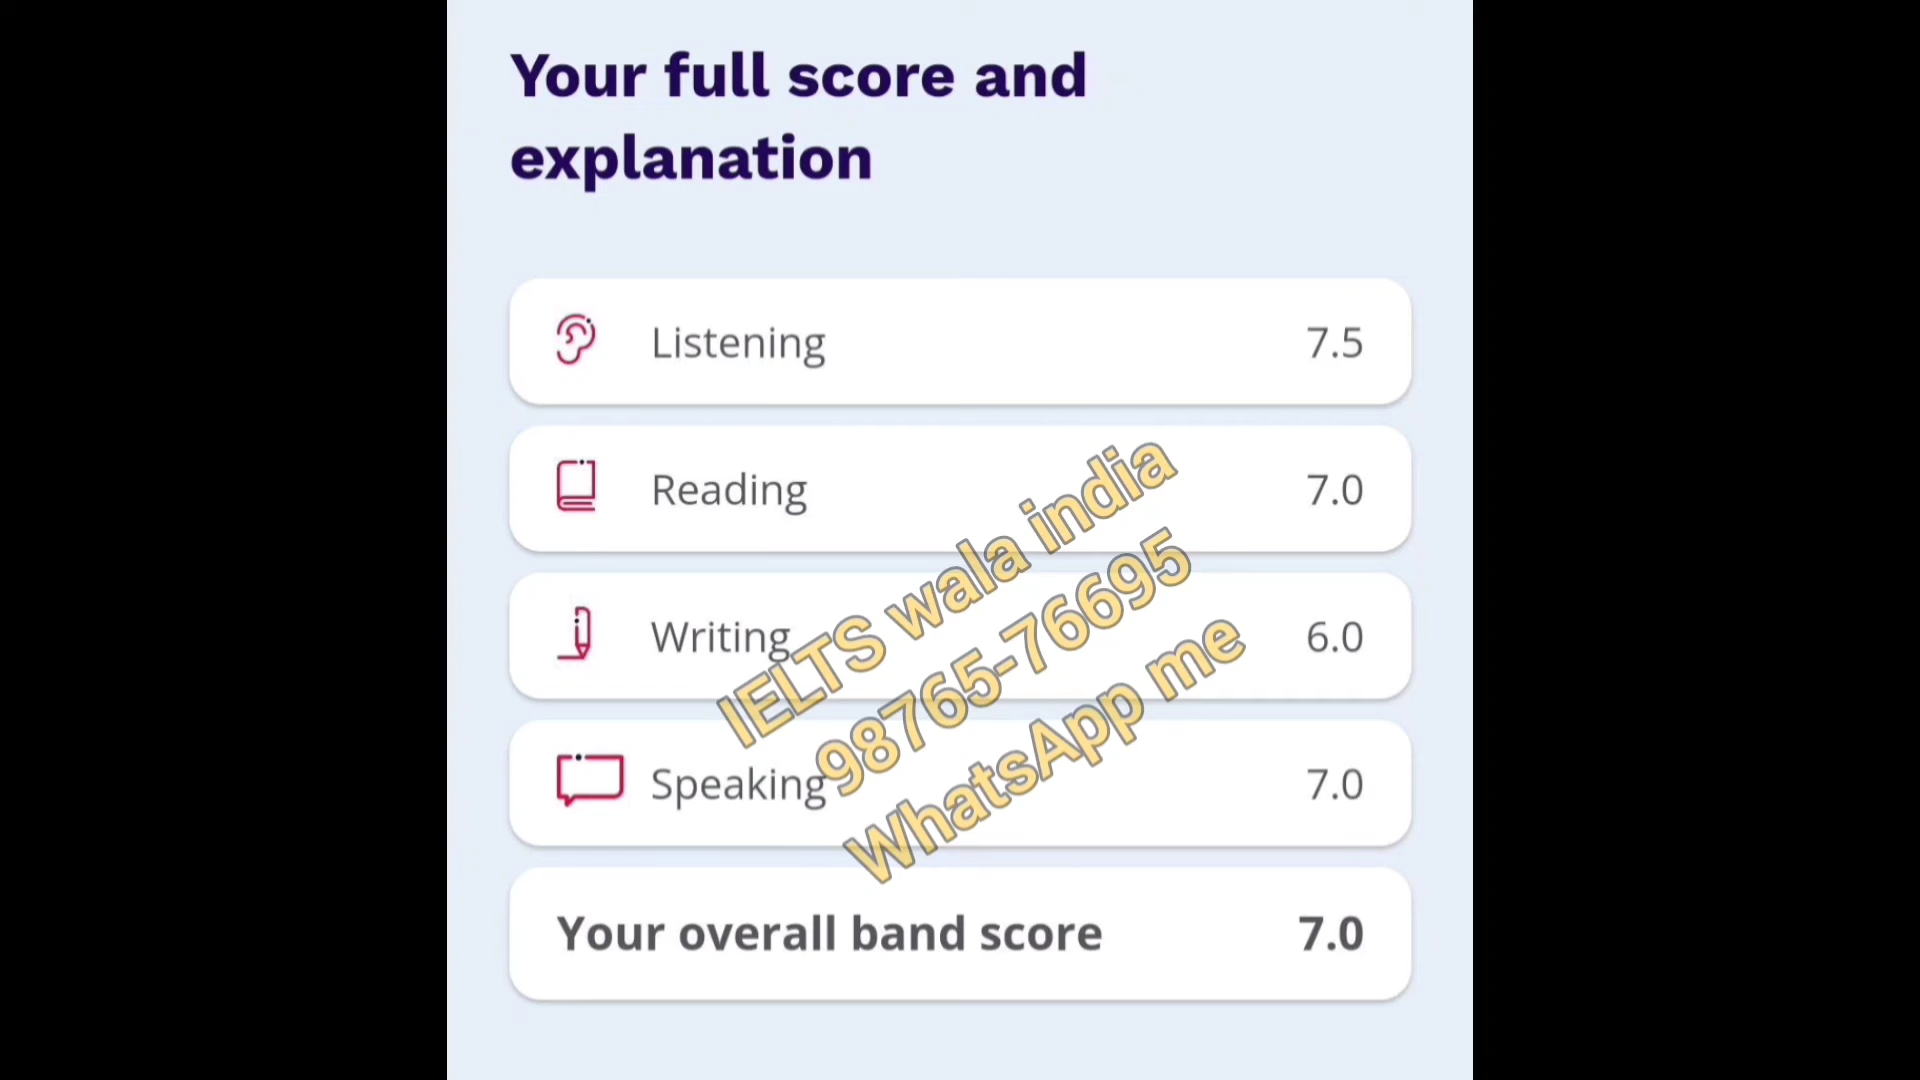 Your full score and
explanation
Listening 7.5
Reading 7.0
Writing 6.0
Speaking 7.0
Your overall band score 7.0
IELTS wala india
98765-76695
WhatsApp me